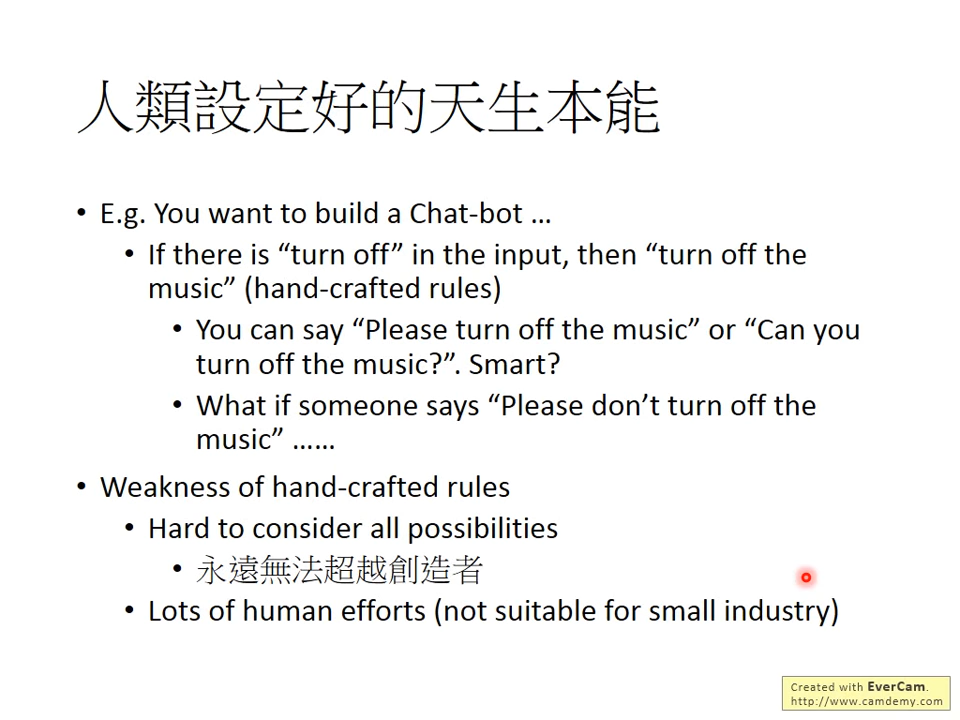 人類設定好的天生本能
• E.g. You want to build a Chat-bot …
• If there is “turn off” in the input, then “turn off the
music” (hand-crafted rules)
• You can say “Please turn off the music” or “Can you
turn off the music?”. Smart?
• What if someone says “Please don’t turn off the
music” ……
• Weakness of hand-crafted rules
• Hard to consider all possibilities
• 永遠無法超越創造者
• Lots of human efforts (not suitable for small industry)
Created with EverCam.
http://www.camdemy.com